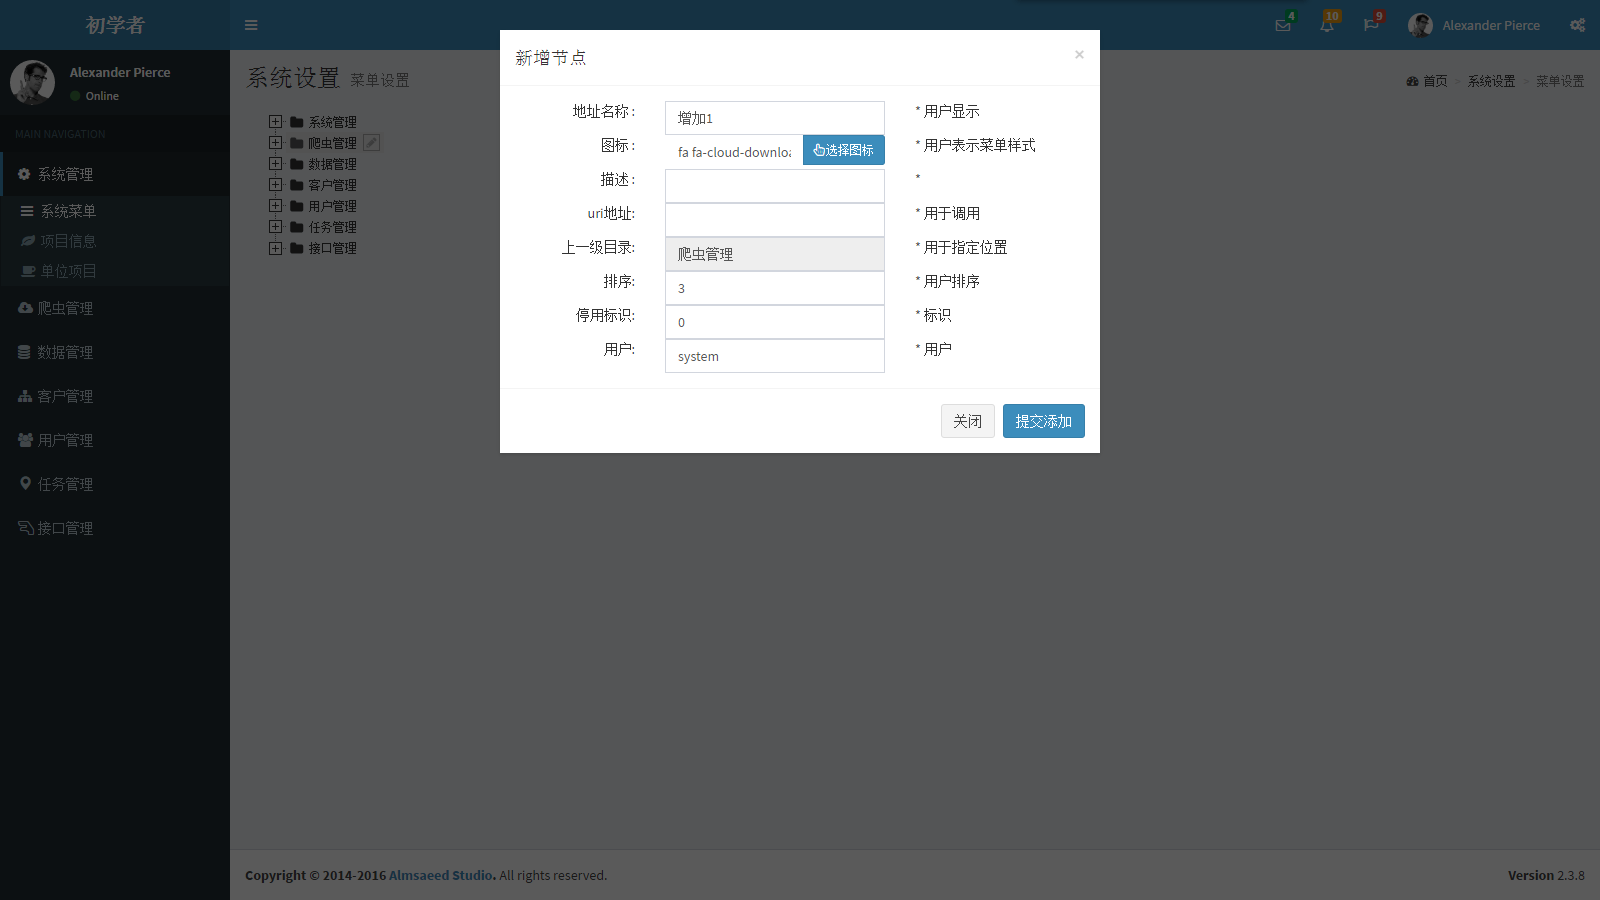 初学者
4
10
9
Alexander Pierce
Alexander Pierce
Online
MAIN NAVIGATION
系统管理
系统菜单
项目信息
单位项目
爬虫管理
数据管理
客户管理
用户管理
任务管理
接口管理
系统设置 菜单设置
首页 > 系统设置 > 菜单设置
系统管理
爬虫管理
数据管理
客户管理
用户管理
任务管理
接口管理
新增节点
×
地址名称 : 增加1 * 用户显示
图标 : fa fa-cloud-downloa 选择图标 * 用户表示菜单样式
描述 : *
uri地址: * 用于调用
上一级目录: 爬虫管理 * 用于指定位置
排序: 3 * 用户排序
停用标识: 0 * 标识
用户: system * 用户
关闭 提交添加
Copyright © 2014-2016 Almsaeed Studio. All rights reserved.
Version 2.3.8